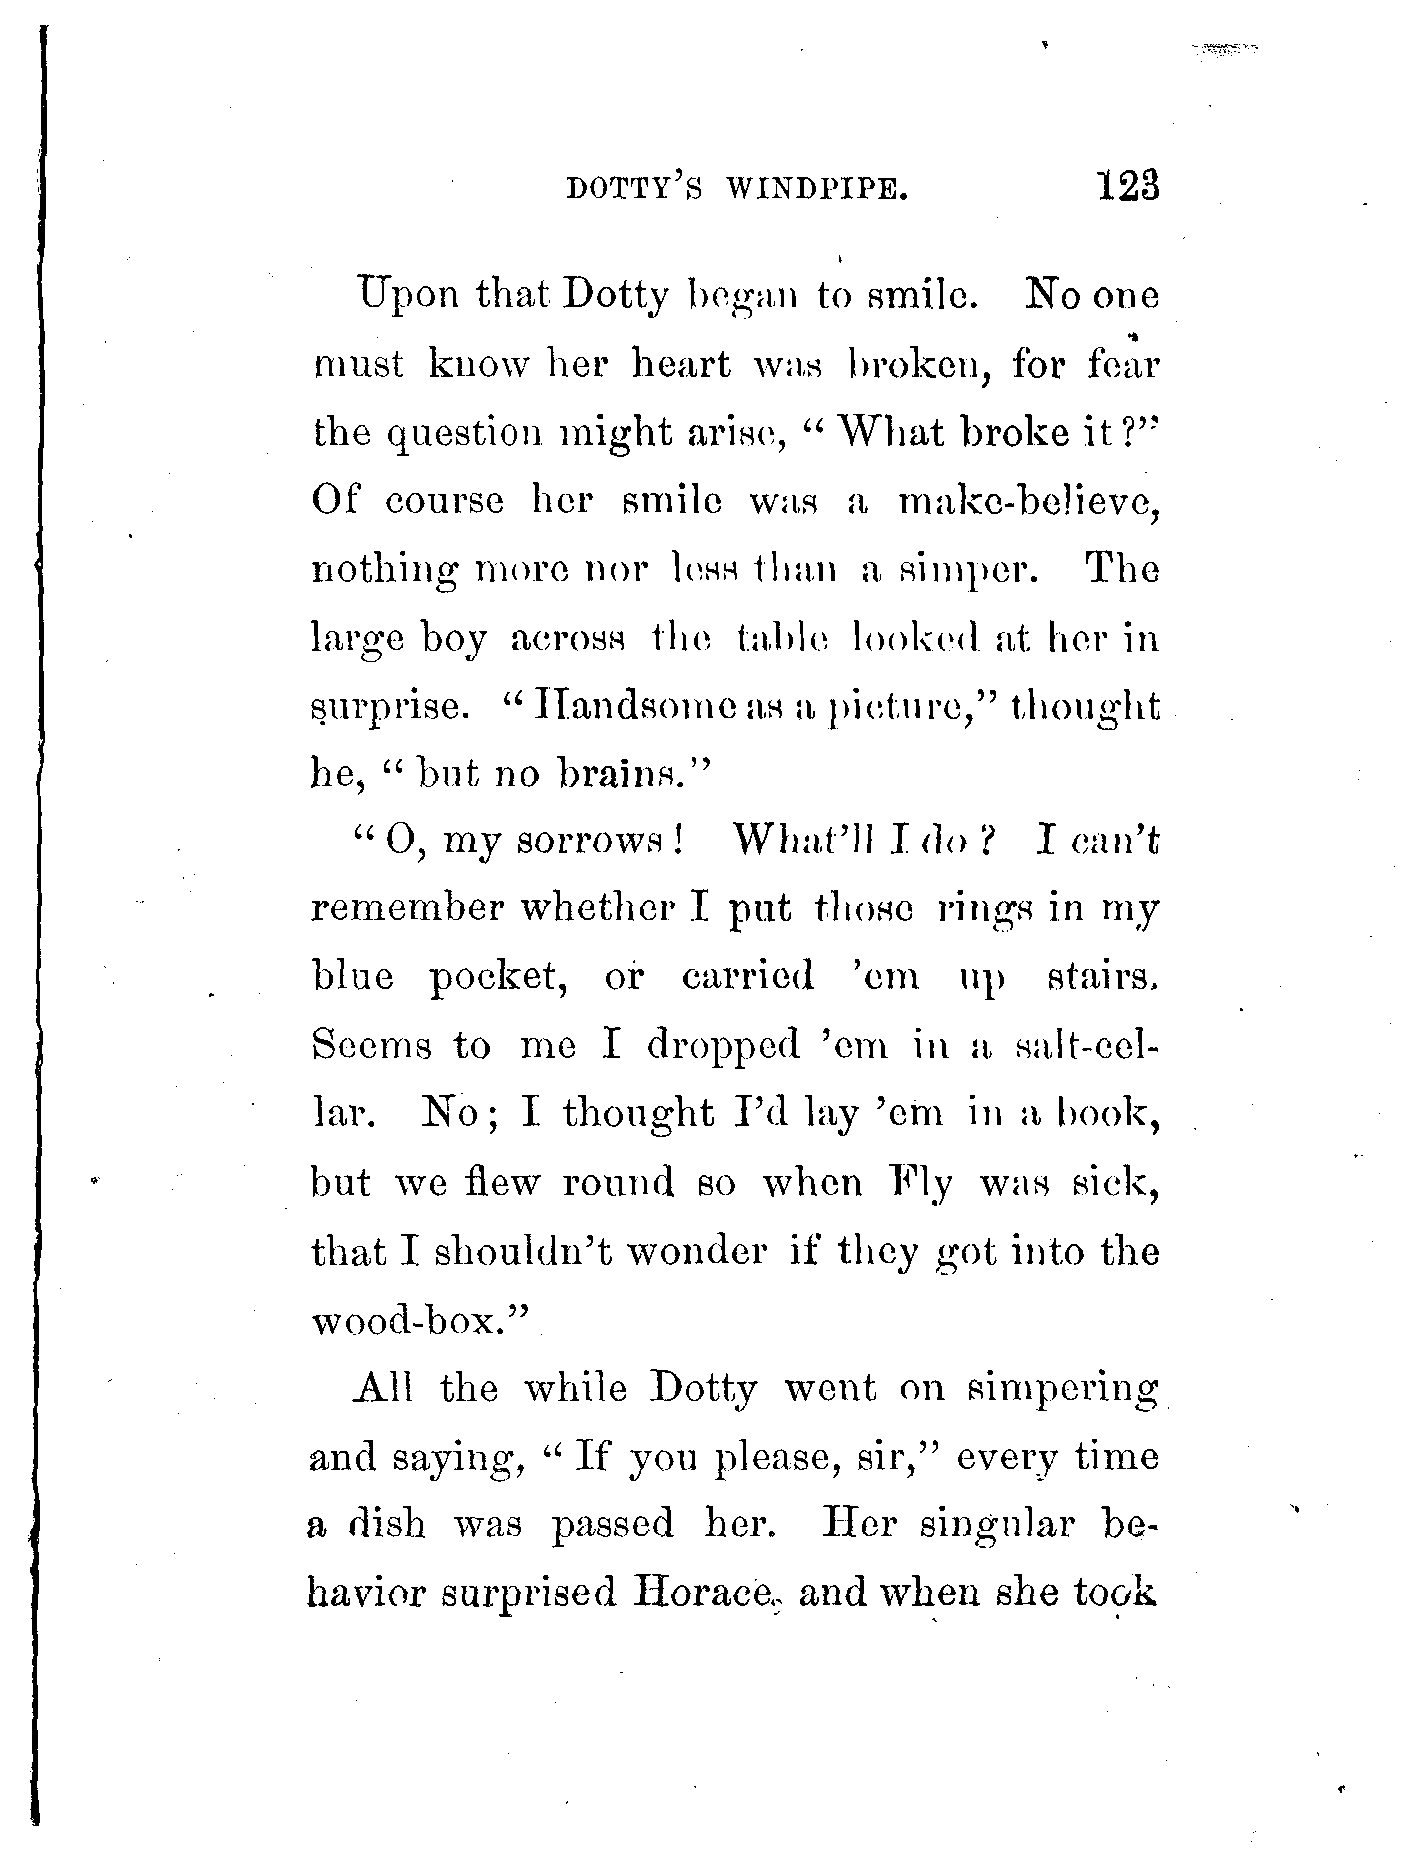 DOTTY'S WINDPIPE. 123
Upon that Dotty began to smile. No one
must know her heart was broken, for fear
the question might arise, "What broke it?"
Of course her smile was a make-believe,
nothing more nor less than a simper. The
large boy across the table looked at her in
surprise. "Handsome as a picture," thought
he, "but no brains."
"O, my sorrows! What'll I do? I can't
remember whether I put those rings in my
blue pocket, or carried 'em up stairs.
Seems to me I dropped 'em in a salt-cel-
lar. No; I thought I'd lay 'em in a book,
but we flew round so when Fly was sick,
that I shouldn't wonder if they got into the
wood-box."
All the while Dotty went on simpering
and saying, "If you please, sir," every time
a dish was passed her. Her singular be-
havior surprised Horace, and when she took